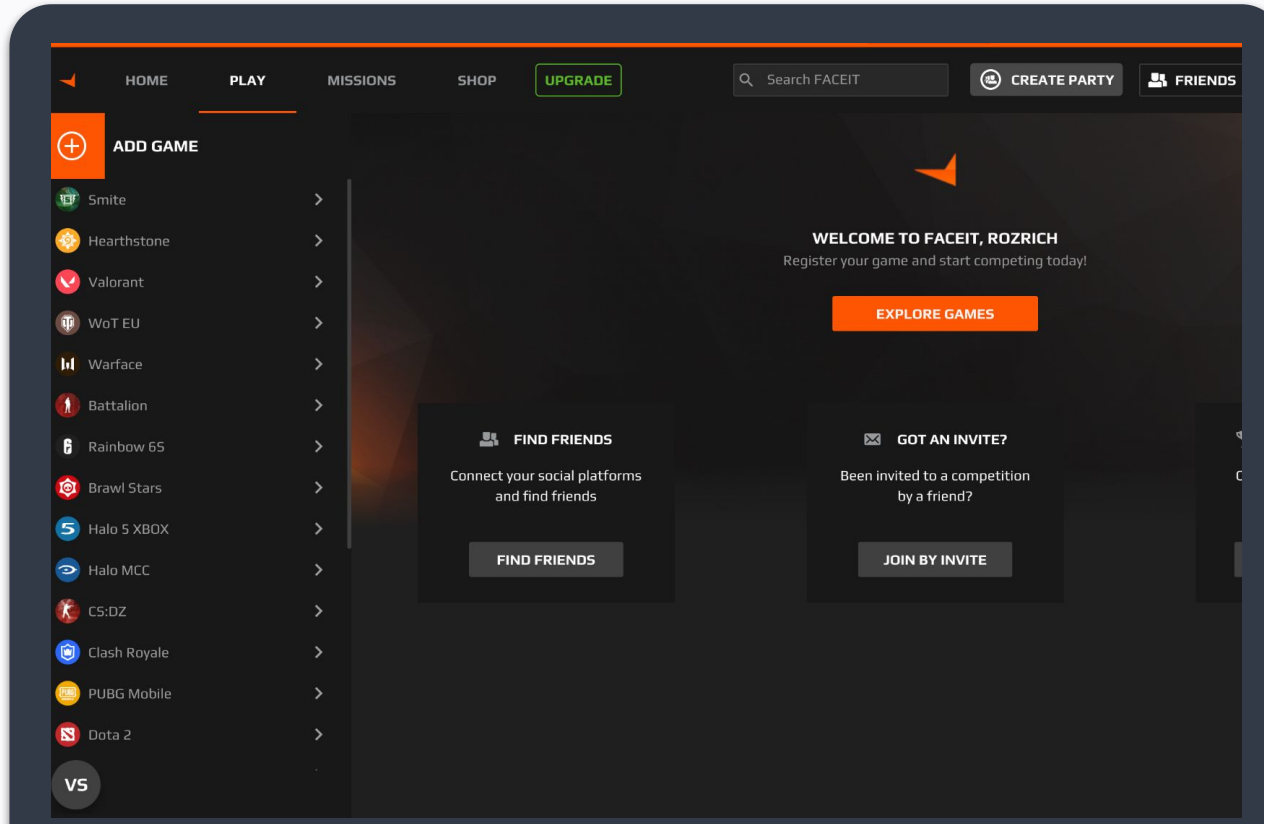 HOME
PLAY
MISSIONS
SHOP
UPGRADE
Search FACEIT
CREATE PARTY
FRIENDS
ADD GAME
Smite
Hearthstone
Valorant
WoT EU
Warface
Battalion
Rainbow 6S
Brawl Stars
Halo 5 XBOX
Halo MCC
CS:DZ
Clash Royale
PUBG Mobile
Dota 2
VS
WELCOME TO FACEIT, ROZRICH
Register your game and start competing today!
EXPLORE GAMES
FIND FRIENDS
Connect your social platforms
and find friends
FIND FRIENDS
GOT AN INVITE?
Been invited to a competition
by a friend?
JOIN BY INVITE